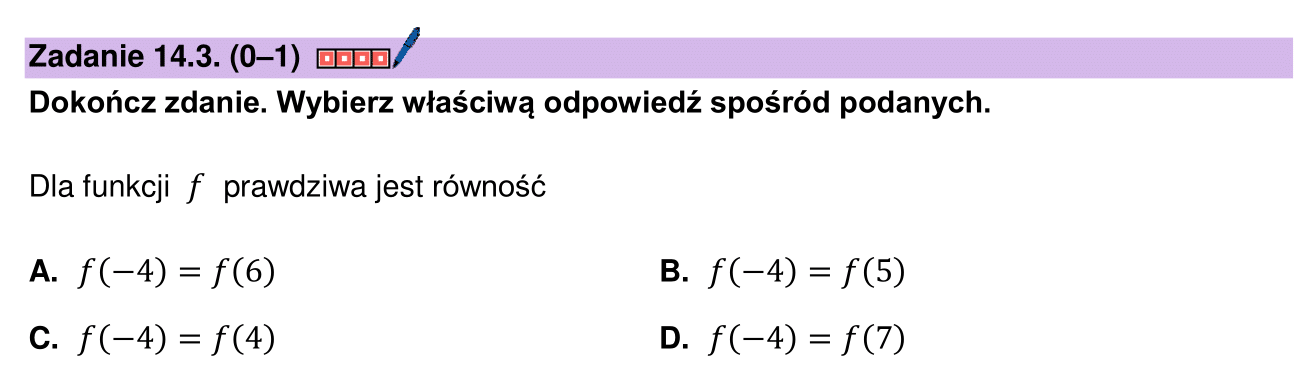 Zadanie 14.3. (0–1)
Dokończ zdanie. Wybierz właściwą odpowiedź spośród podanych.
Dla funkcji f prawdziwa jest równość
A. f(−4) = f(6) B. f(−4) = f(5)
C. f(−4) = f(4) D. f(−4) = f(7)